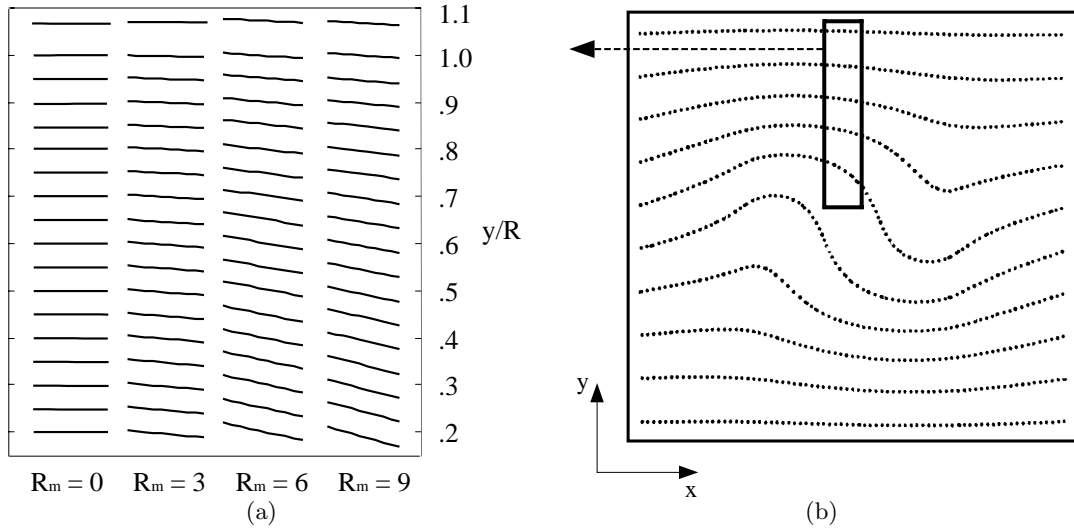 1.1
1.0
.9
.8
.7
y/R
.6
.5
.4
.3
.2
Rm = 0 Rm = 3 Rm = 6 Rm = 9
(a)
y
x
(b)